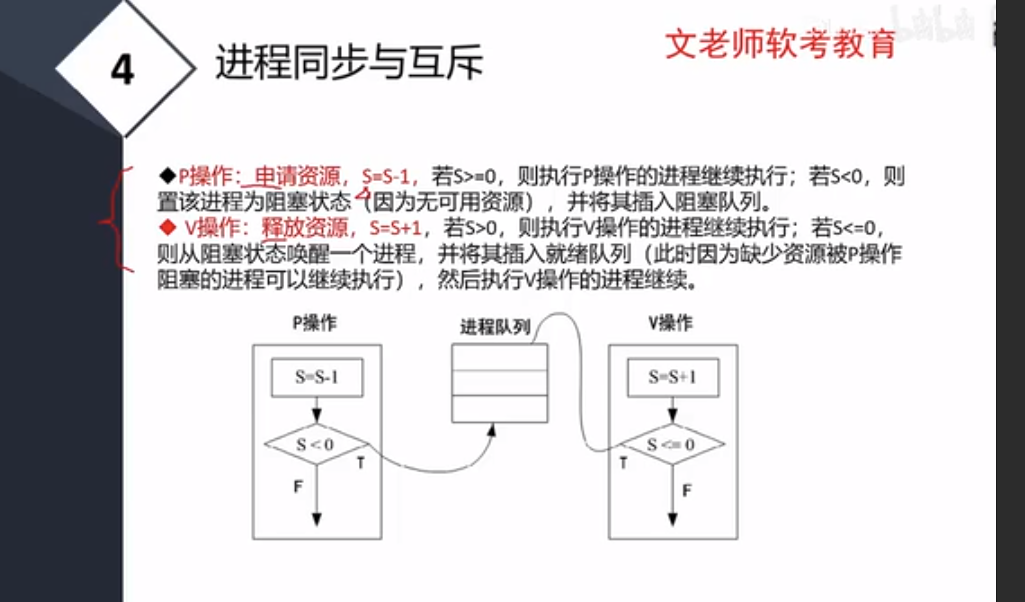 4
进程同步与互斥
文老师软考教育
bilibili
◆P操作：申请资源，S=S-1，若S>=0，则执行P操作的进程继续执行；若S<0，则
置该进程为阻塞状态（因为无可用资源），并将其插入阻塞队列。
◆ V操作：释放资源，S=S+1，若S>0，则执行V操作的进程继续执行；若S<=0，
则从阻塞状态唤醒一个进程，并将其插入就绪队列（此时因为缺少资源被P操作
阻塞的进程可以继续执行），然后执行V操作的进程继续。
P操作
进程队列
V操作
S=S-1
S=S+1
S < 0
S <= 0
T
T
F
F